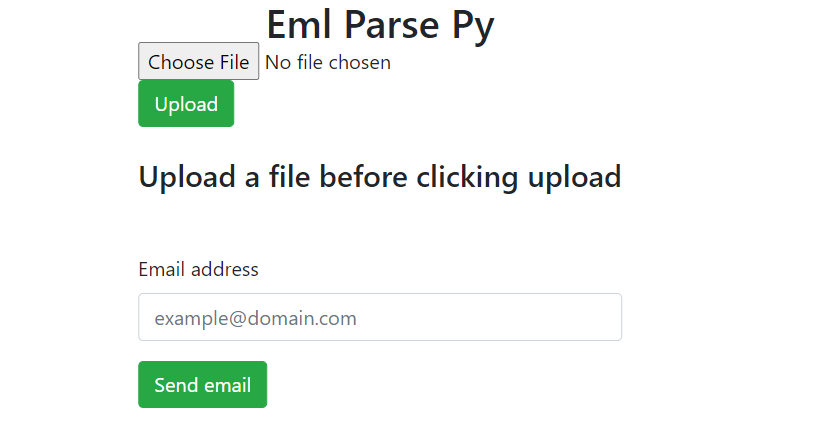 Eml Parse Py
Choose File No file chosen
Upload
Upload a file before clicking upload
Email address
example@domain.com
Send email